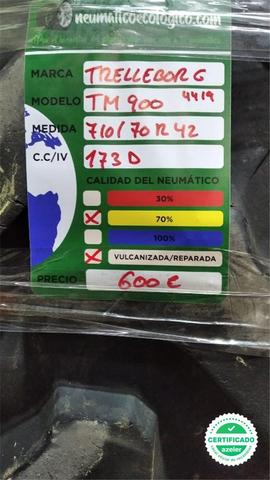 neumaticoecologico.com
MARCA TRELLEBORG
MODELO TM 900 4419
MEDIDA 710/70 R 42
C.C/IV 173 D
CALIDAD DEL NEUMÁTICO
30%
X 70%
100%
X VULCANIZADA/REPARADA
PRECIO 600 €
CERTIFICADO
azeler